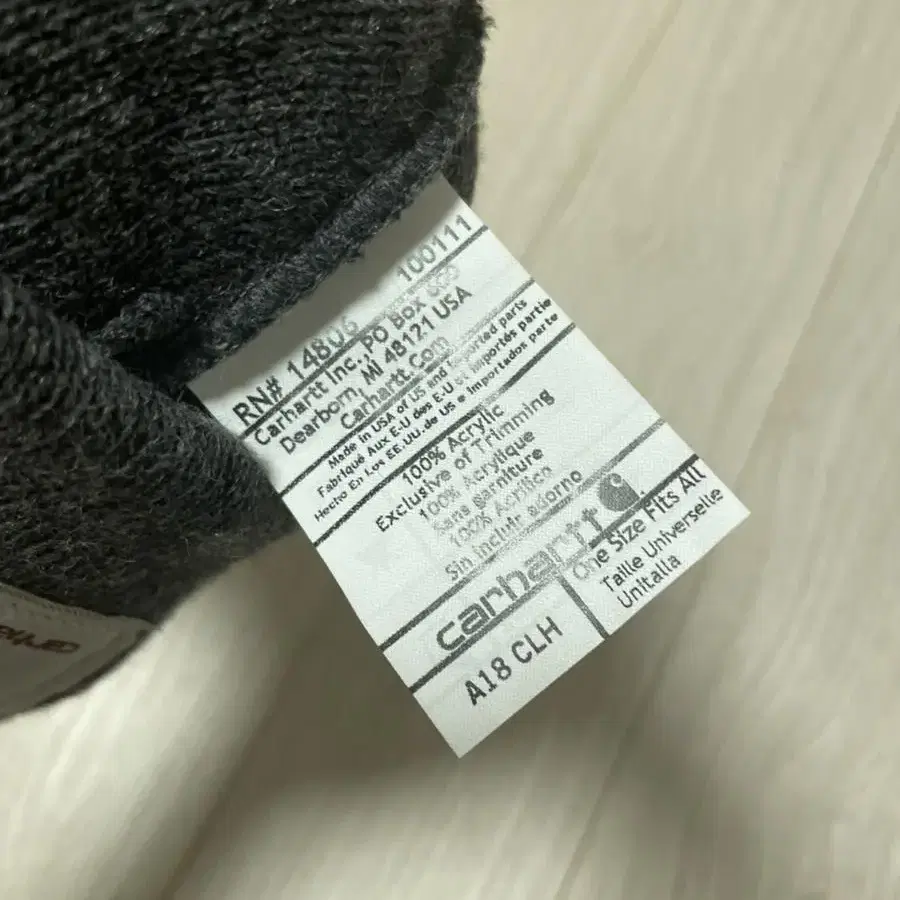 RN# 14806 100111
Carhartt Inc., PO Box 600
Dearborn, MI 48121 USA
Carhartt.Com
Made in USA of US and imported parts
Fabriqué Aux E-U des E-U et importés partie
Hecho En Los EE.UU.de US e importados parte
100% Acrylic
Exclusive of Trimming
100% Acrylique
Sans garniture
100% Acrílico
Sin incluir adorno
carhartt
A18 CLH
One Size Fits All
Taille Universelle
Unitalla